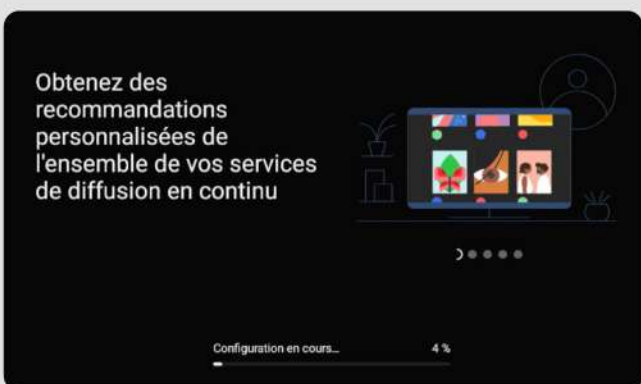 Obtenez des
recommandations
personnalisées de
l'ensemble de vos services
de diffusion en continu
Configuration en cours... 4 %